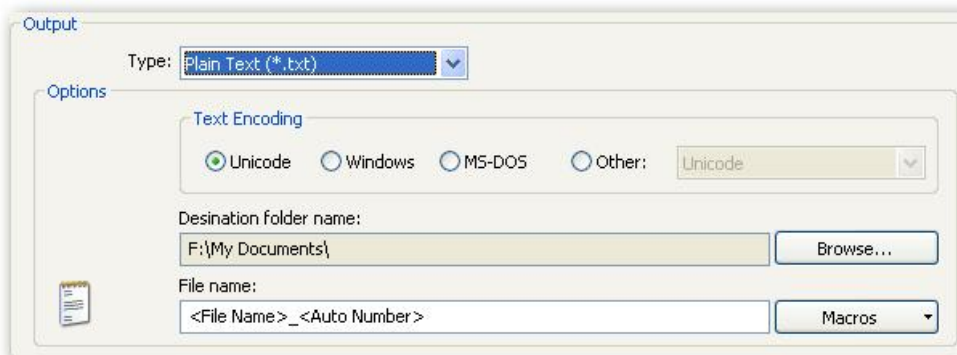 Output
Type: Plain Text (*.txt)
Options
Text Encoding
Unicode Windows MS-DOS Other: Unicode
Desination folder name:
F:\My Documents\ Browse...
File name:
<File Name>_<Auto Number> Macros